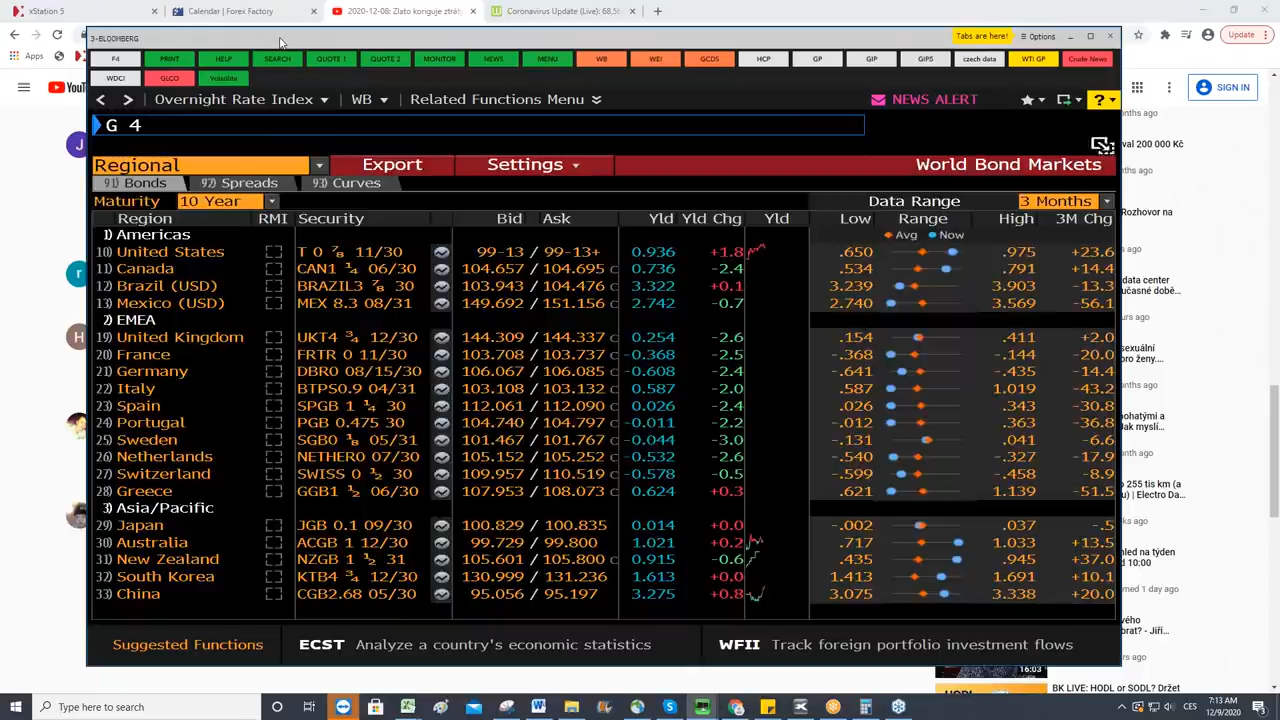 xStation 5
Calendar | Forex Factory
2020-12-08: Zlato koriguje ztrát
Coronavirus Update (Live): 68,56
Apps
Update
3-BLOOMBERG
Tabs are here!
Options
F4 PRINT HELP SEARCH QUOTE 1 QUOTE 2 MONITOR NEWS MENU WB WEI GCDS HCP GP GIP GIP5 czech data WTI GP Crude News
WDCI GLCO Volatilite
Overnight Rate Index WB Related Functions Menu NEWS ALERT ?
SIGN IN
G 4
Regional Export Settings World Bond Markets
91) Bonds 92) Spreads 93) Curves
Maturity 10 Year Data Range 3 Months
Region RMI Security Bid / Ask Yld Yld Chg Yld Low Range High 3M Chg
Avg Now
1) Americas
10) United States T 0 ⅞ 11/30 99-13 / 99-13+ 0.936 +1.8 .650 .975 +23.6
11) Canada CAN1 ¼ 06/30 104.657 / 104.695 0.736 -2.4 .534 .791 +14.4
12) Brazil (USD) BRAZIL3 ⅞ 30 103.943 / 104.476 3.322 +0.1 3.239 3.903 -13.3
13) Mexico (USD) MEX 8.3 08/31 149.692 / 151.156 2.742 -0.7 2.740 3.569 -56.1
2) EMEA
19) United Kingdom UKT4 ¾ 12/30 144.309 / 144.337 0.254 -2.6 .154 .411 +2.0
20) France FRTR 0 11/30 103.708 / 103.737 -0.368 -2.5 -.368 -.144 -20.0
21) Germany DBR0 08/15/30 106.067 / 106.085 -0.608 -2.4 -.641 -.435 -14.4
22) Italy BTPS0.9 04/31 103.108 / 103.132 0.587 -2.0 .587 1.019 -43.2
23) Spain SPGB 1 ¼ 30 112.061 / 112.090 0.026 -2.4 .026 .343 -30.8
24) Portugal PGB 0.475 30 104.740 / 104.797 -0.011 -2.2 -.012 .363 -36.8
25) Sweden SGB0 ⅛ 05/31 101.467 / 101.767 -0.044 -3.0 -.131 .041 -6.6
26) Netherlands NETHER0 07/30 105.152 / 105.252 -0.532 -2.6 -.540 -.327 -17.9
27) Switzerland SWISS 0 ½ 30 109.957 / 110.519 -0.578 -0.5 -.599 -.458 -8.9
28) Greece GGB1 ½ 06/30 107.953 / 108.073 0.624 +0.3 .621 1.139 -51.5
3) Asia/Pacific
29) Japan JGB 0.1 09/30 100.829 / 100.835 0.014 +0.0 -.002 .037 -.5
30) Australia ACGB 1 12/30 99.729 / 99.800 1.021 +0.2 .717 1.033 +13.5
31) New Zealand NZGB 1 ½ 31 105.601 / 105.800 0.915 -0.6 .435 .945 +37.0
32) South Korea KTB4 ¾ 12/30 130.999 / 131.236 1.613 +0.0 1.413 1.691 +10.1
33) China CGB2.68 05/30 95.056 / 95.197 3.275 +0.8 3.075 3.338 +20.0
Suggested Functions ECST Analyze a country's economic statistics WFII Track foreign portfolio investment flows
16:03
BK LIVE: HODL or SODL? Držet
HODL
Type here to search
CES 7:13 AM 12/9/2020